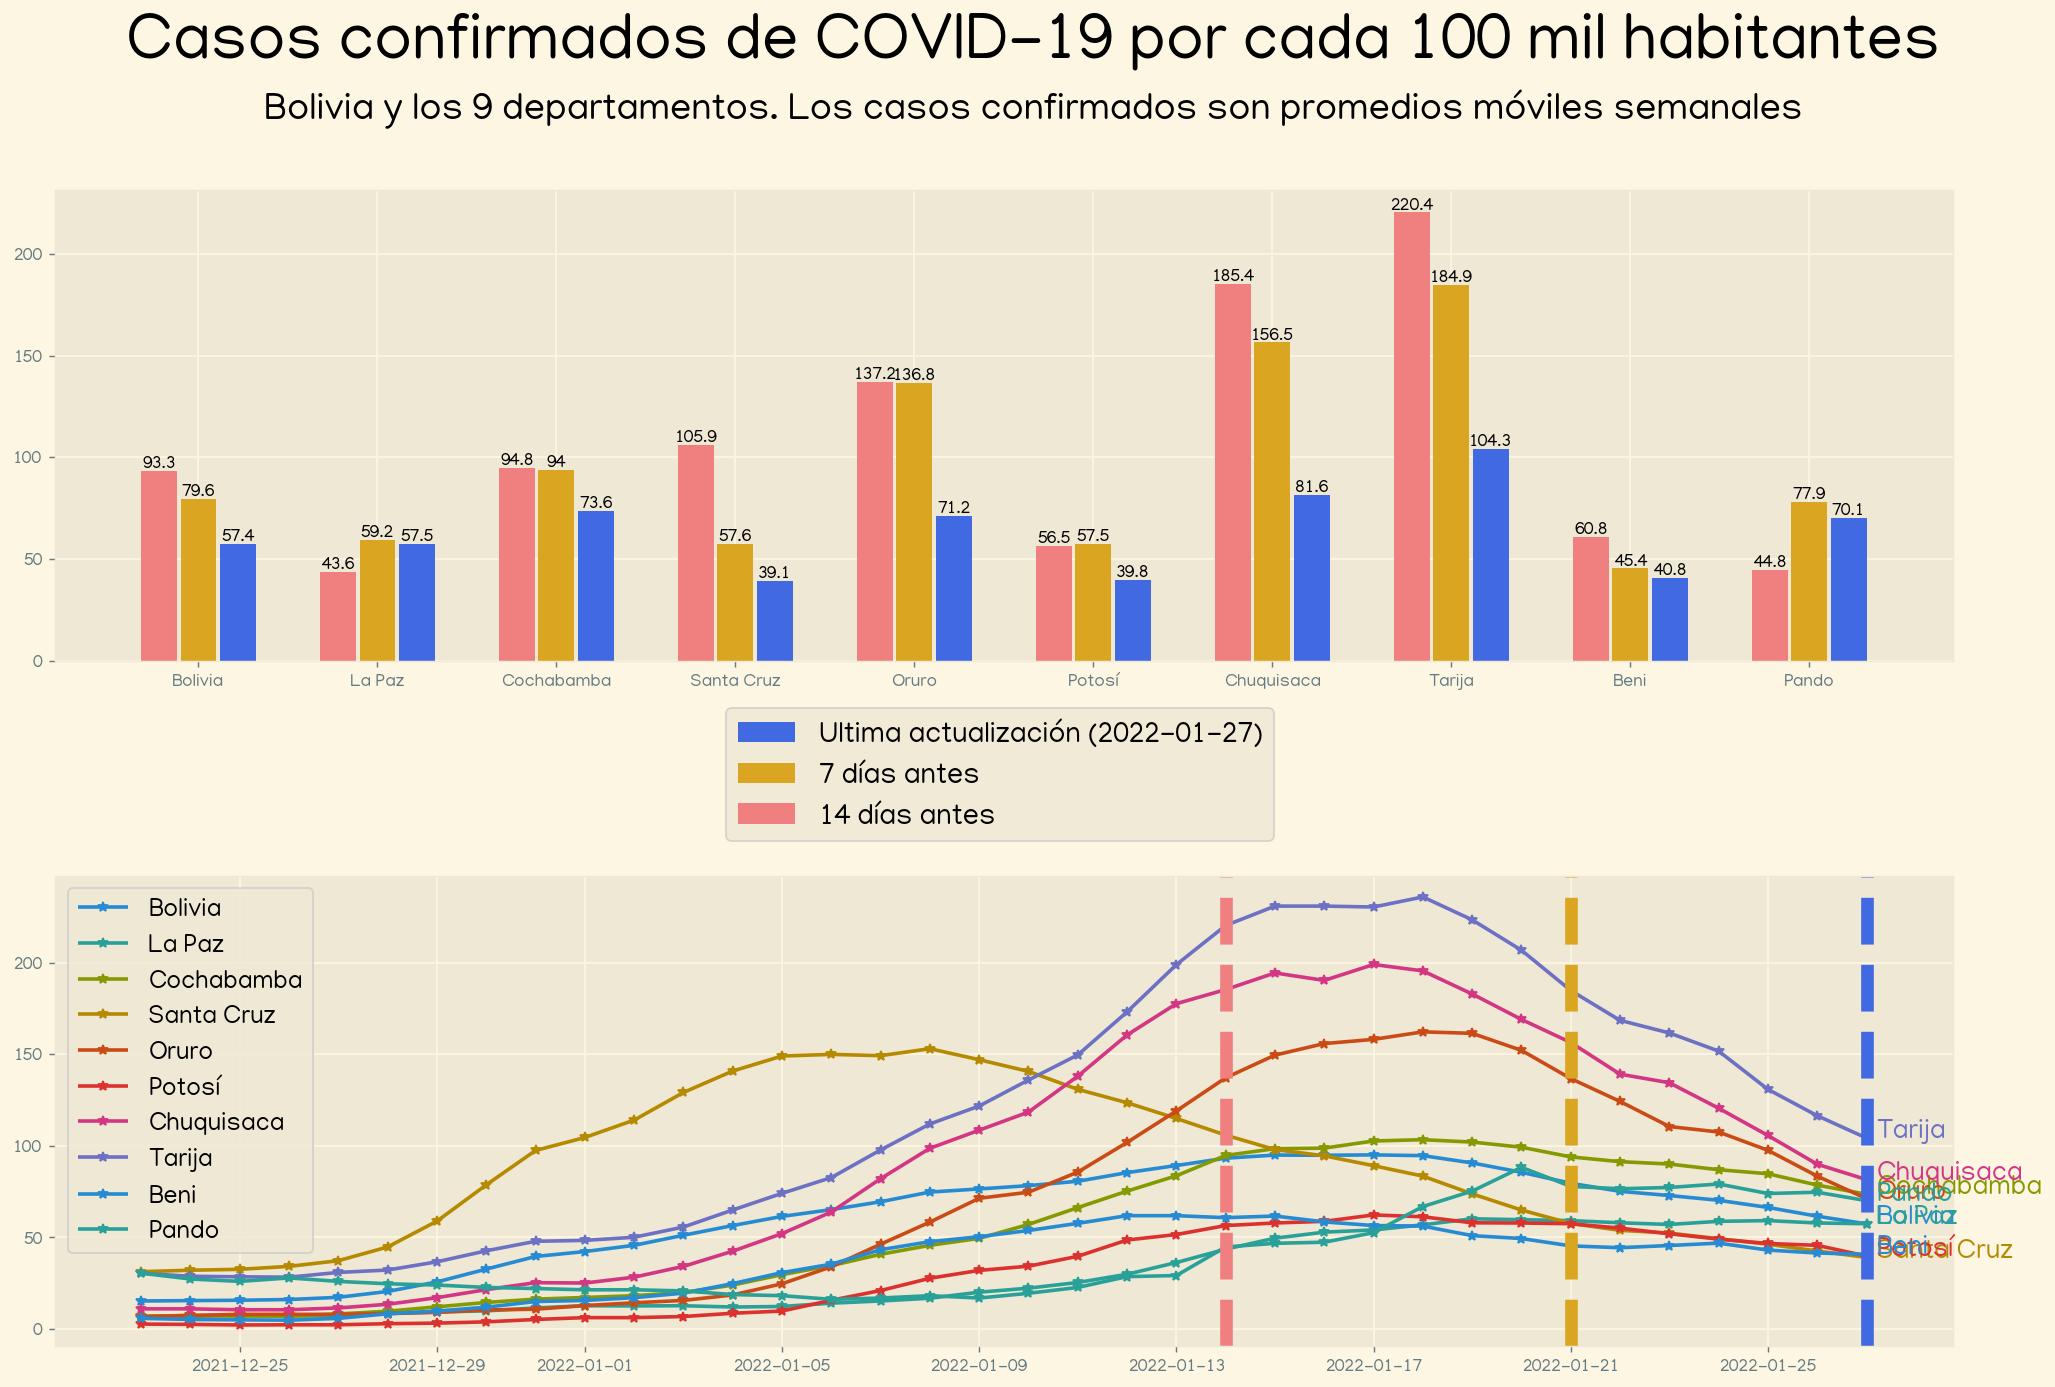 Casos confirmados de COVID-19 por cada 100 mil habitantes
Bolivia y los 9 departamentos. Los casos confirmados son promedios móviles semanales
200
150
100
50
0
93.3 79.6 57.4
43.6 59.2 57.5
94.8 94 73.6
105.9 57.6 39.1
137.2 136.8 71.2
56.5 57.5 39.8
185.4 156.5 81.6
220.4 184.9 104.3
60.8 45.4 40.8
44.8 77.9 70.1
Bolivia La Paz Cochabamba Santa Cruz Oruro Potosí Chuquisaca Tarija Beni Pando
Ultima actualización (2022-01-27)
7 días antes
14 días antes
200
150
100
50
0
Bolivia
La Paz
Cochabamba
Santa Cruz
Oruro
Potosí
Chuquisaca
Tarija
Beni
Pando
Tarija
Chuquisaca
Cochabamba
Pando
Bolivia
La Paz
Potosí
Santa Cruz
2021-12-25 2021-12-29 2022-01-01 2022-01-05 2022-01-09 2022-01-13 2022-01-17 2022-01-21 2022-01-25